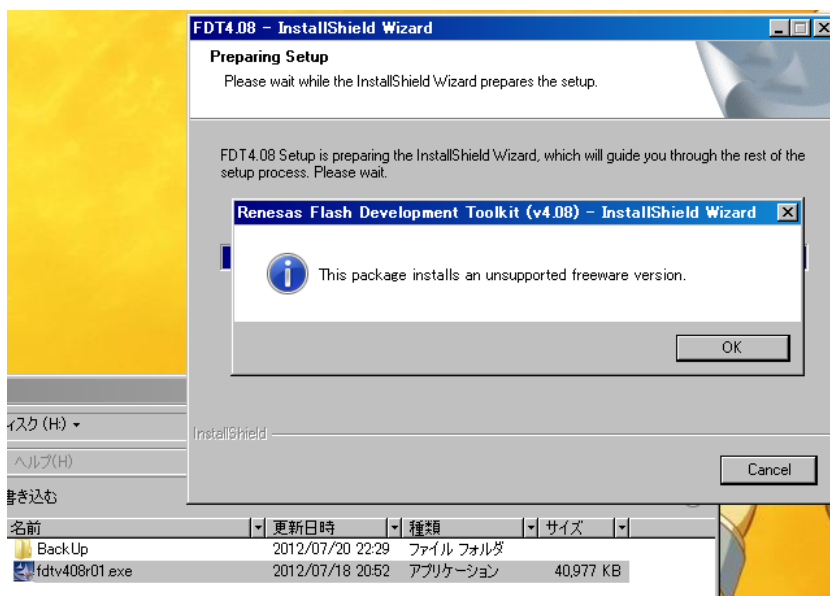 FDT4.08 - InstallShield Wizard
Preparing Setup
Please wait while the InstallShield Wizard prepares the setup.
FDT4.08 Setup is preparing the InstallShield Wizard, which will guide you through the rest of the
setup process. Please wait.
Renesas Flash Development Toolkit (v4.08) - InstallShield Wizard
This package installs an unsupported freeware version.
OK
InstallShield
Cancel
ィスク (H:)
ヘルプ(H)
書き込む
名前 更新日時 種類 サイズ
BackUp 2012/07/20 22:29 ファイル フォルダ
fdtv408r01.exe 2012/07/18 20:52 アプリケーション 40,977 KB